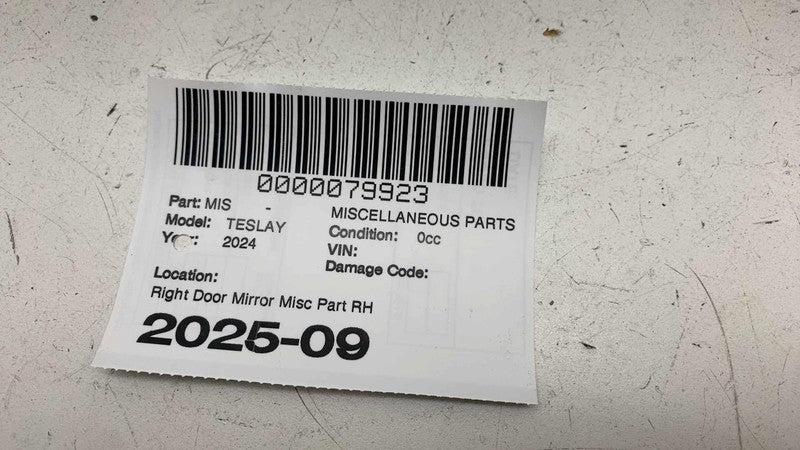 0000079923
Part: MIS - MISCELLANEOUS PARTS
Model: TESLAY Condition: 0cc
Year: 2024 VIN:
Damage Code:
Location:
Right Door Mirror Misc Part RH
2025-09